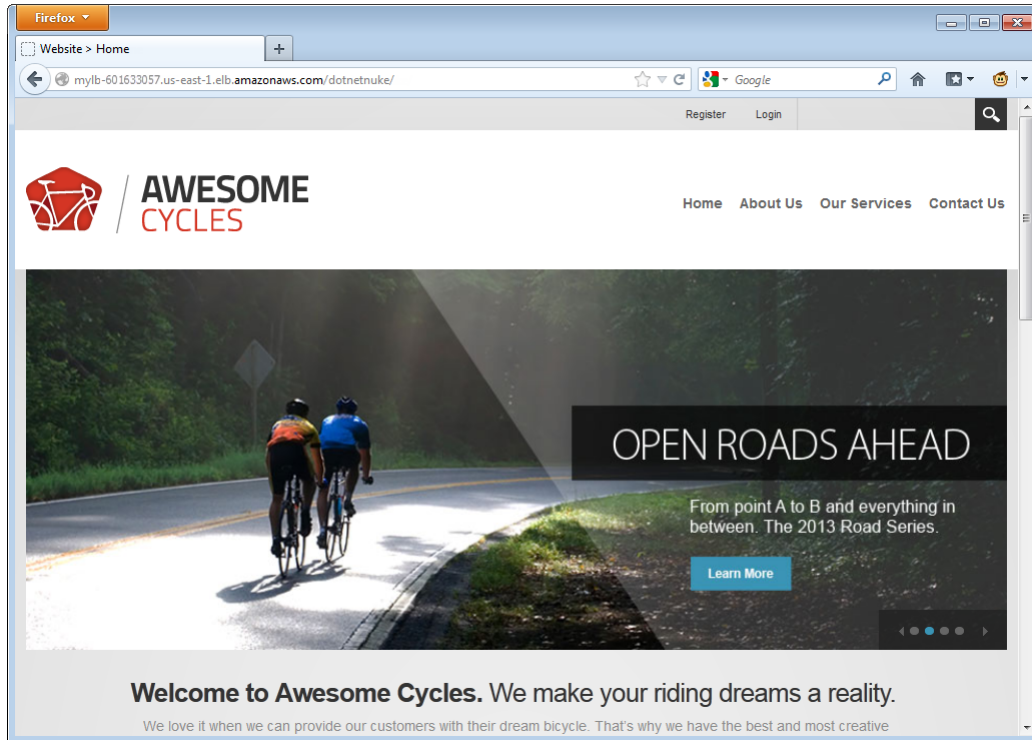 Firefox
Website > Home
mylb-601633057.us-east-1.elb.amazonaws.com/dotnetnuke/
Google
Register Login
AWESOME
CYCLES
Home About Us Our Services Contact Us
OPEN ROADS AHEAD
From point A to B and everything in
between. The 2013 Road Series.
Learn More
Welcome to Awesome Cycles. We make your riding dreams a reality.
We love it when we can provide our customers with their dream bicycle. That's why we have the best and most creative